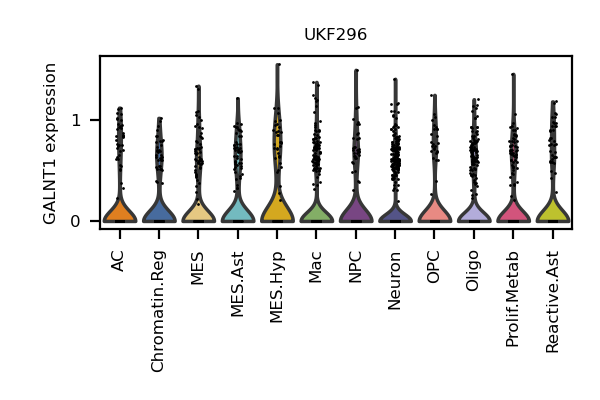 UKF296
GALNT1 expression
1
0
AC
Chromatin.Reg
MES
MES.Ast
MES.Hyp
Mac
NPC
Neuron
OPC
Oligo
Prolif.Metab
Reactive.Ast